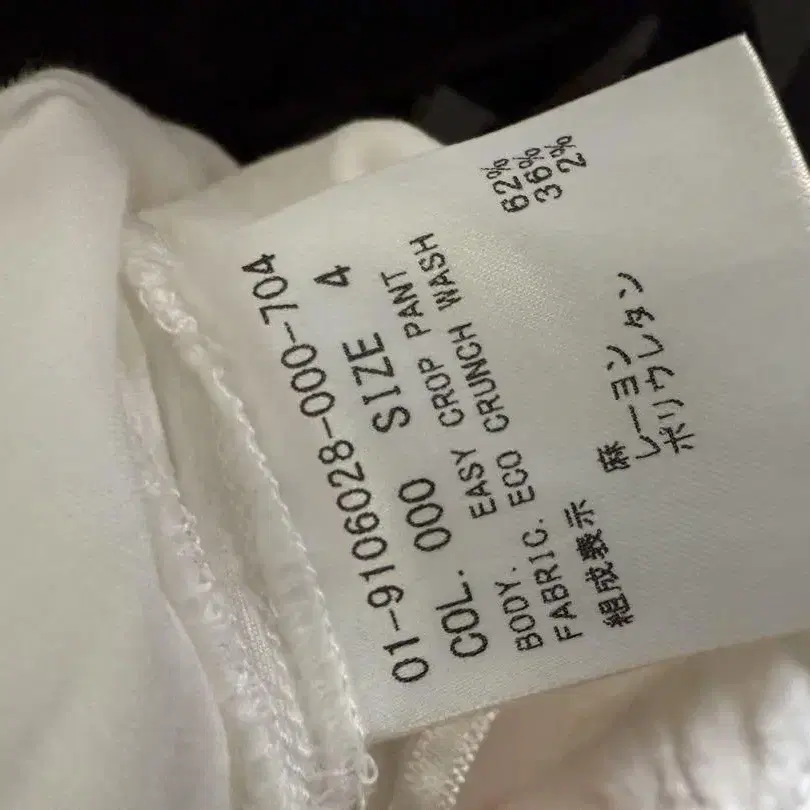 01-9106028-000-704
COL. 000 SIZE 4
BODY. EASY CROP PANT
FABRIC. ECO CRUNCH WASH
組成表示
麻 62%
レーヨン 36%
ポリウレタン 2%